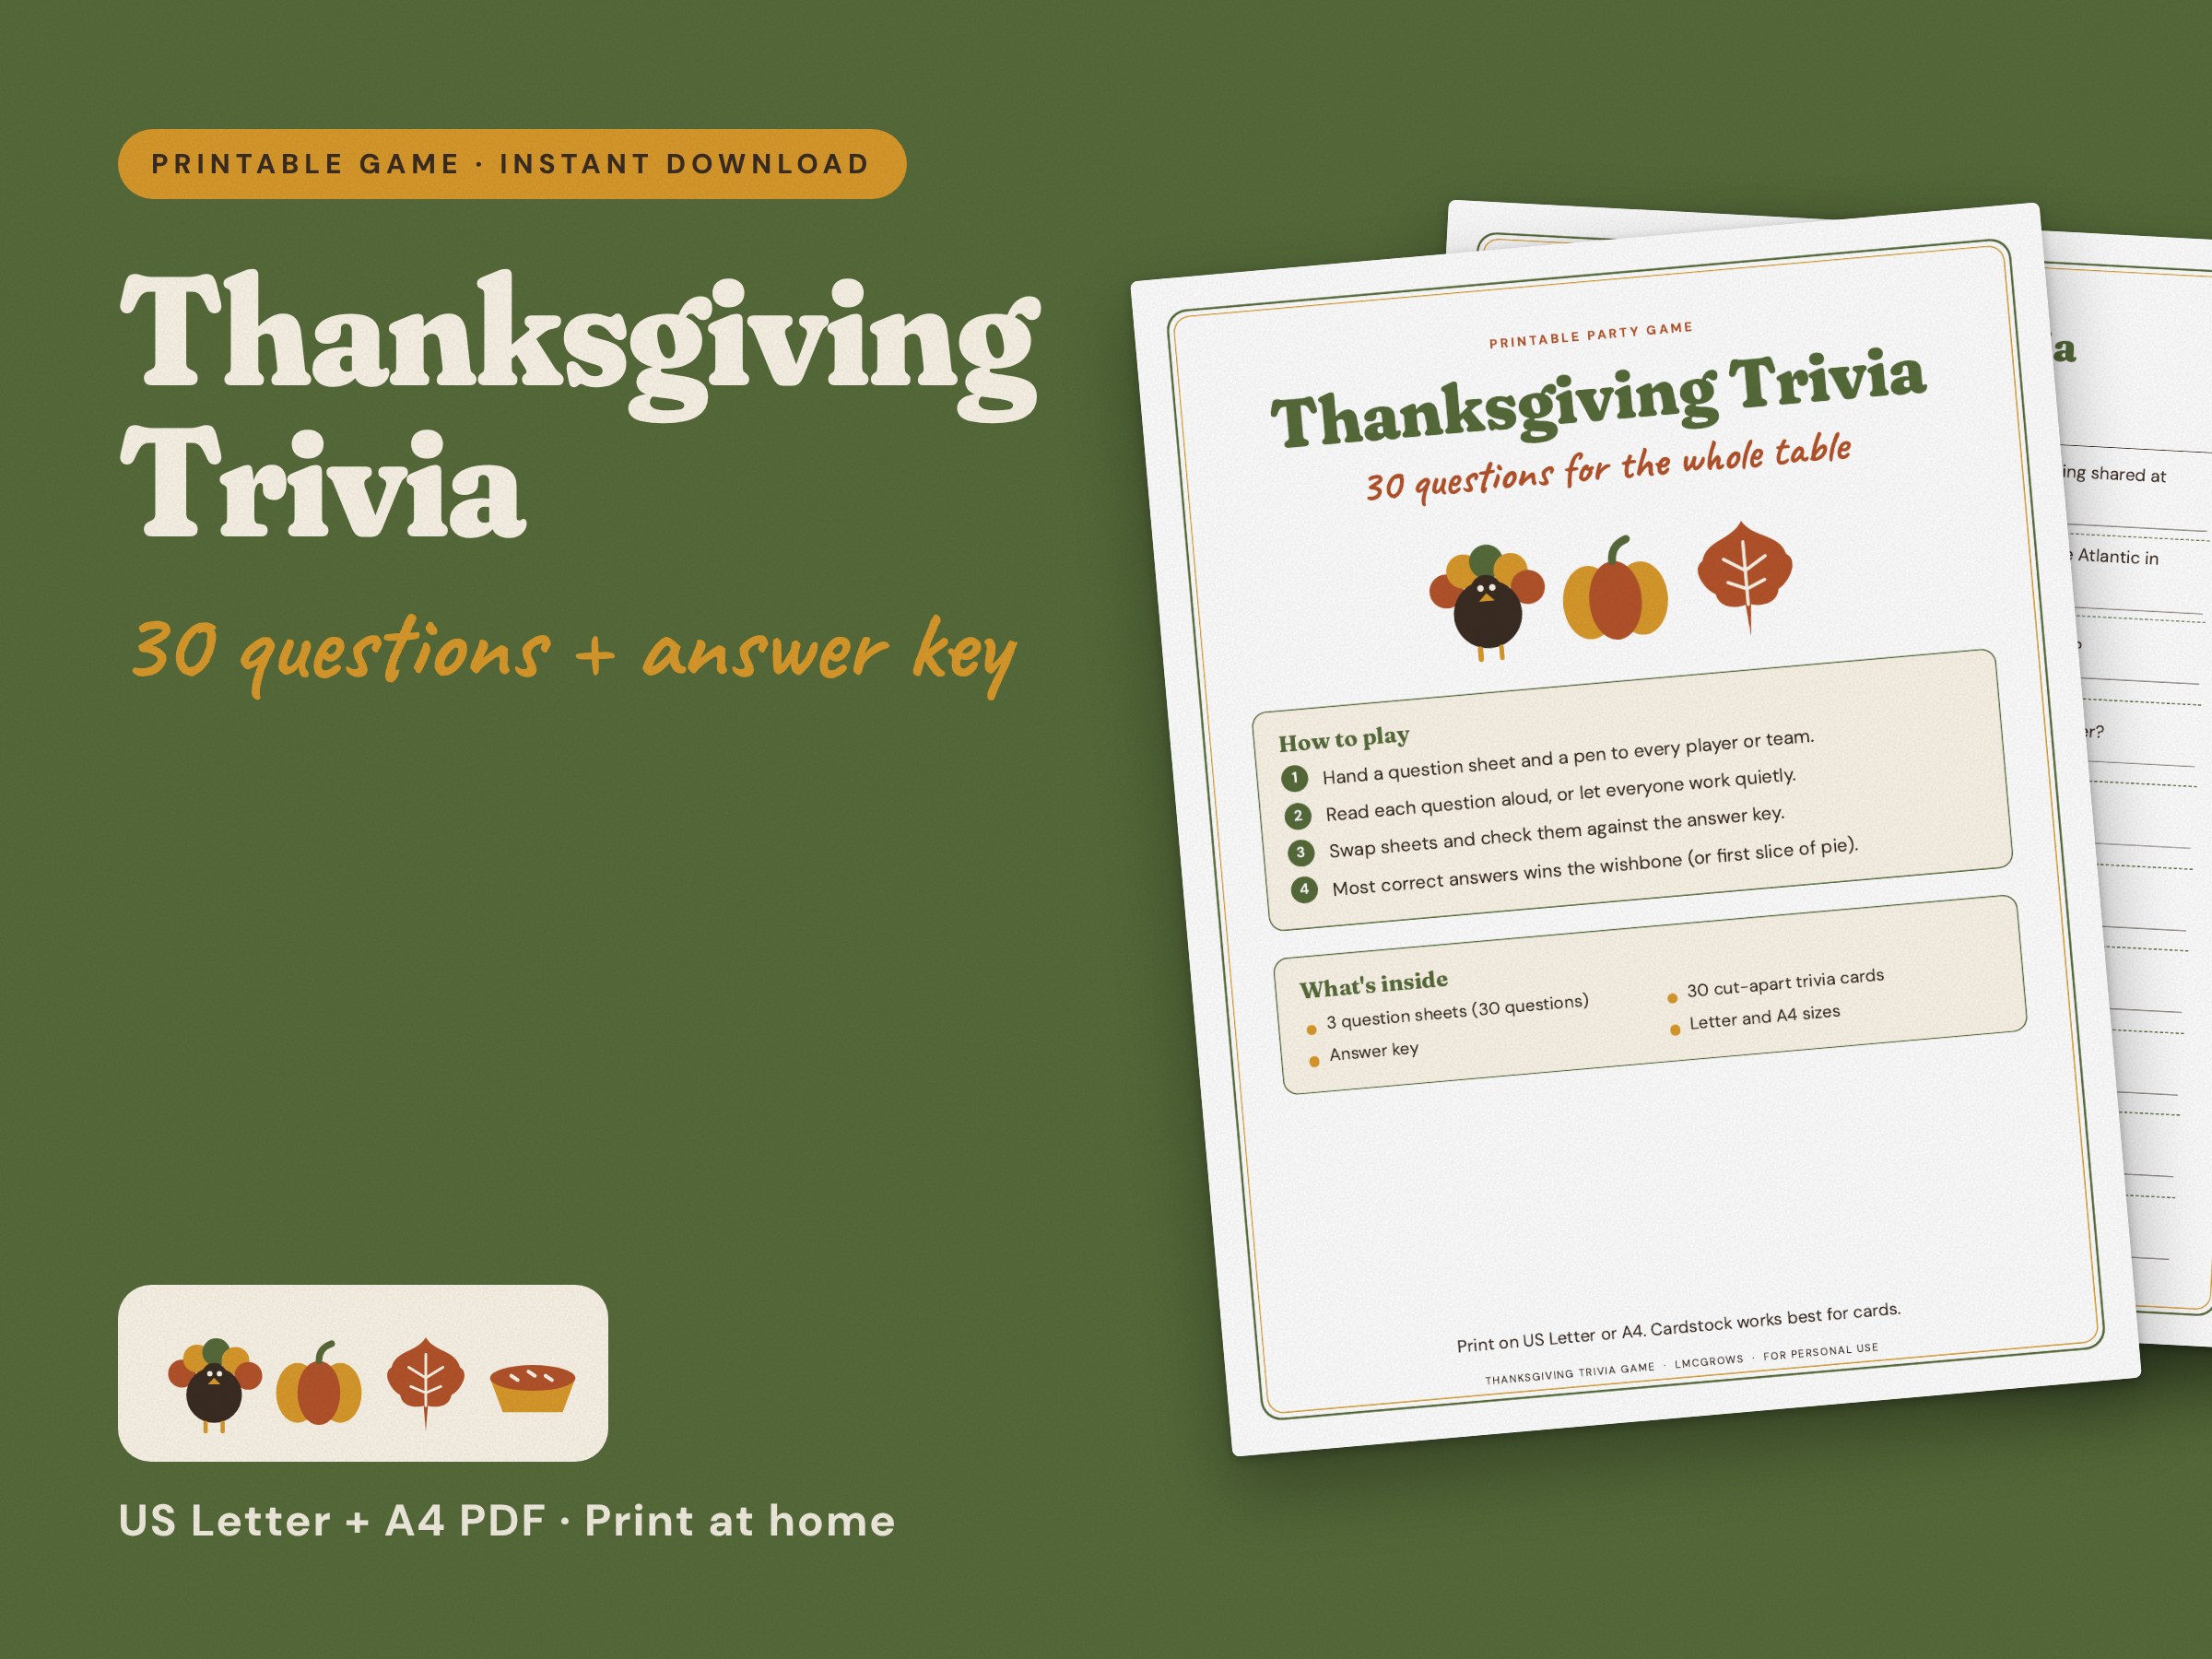 PRINTABLE GAME · INSTANT DOWNLOAD
Thanksgiving
Trivia
30 questions + answer key
US Letter + A4 PDF · Print at home
PRINTABLE PARTY GAME
Thanksgiving Trivia
30 questions for the whole table
How to play
1 Hand a question sheet and a pen to every player or team.
2 Read each question aloud, or let everyone work quietly.
3 Swap sheets and check them against the answer key.
4 Most correct answers wins the wishbone (or first slice of pie).
What's inside
3 question sheets (30 questions)
Answer key
30 cut-apart trivia cards
Letter and A4 sizes
Print on US Letter or A4. Cardstock works best for cards.
THANKSGIVING TRIVIA GAME · LMCGROWS · FOR PERSONAL USE
shared at
Atlantic in